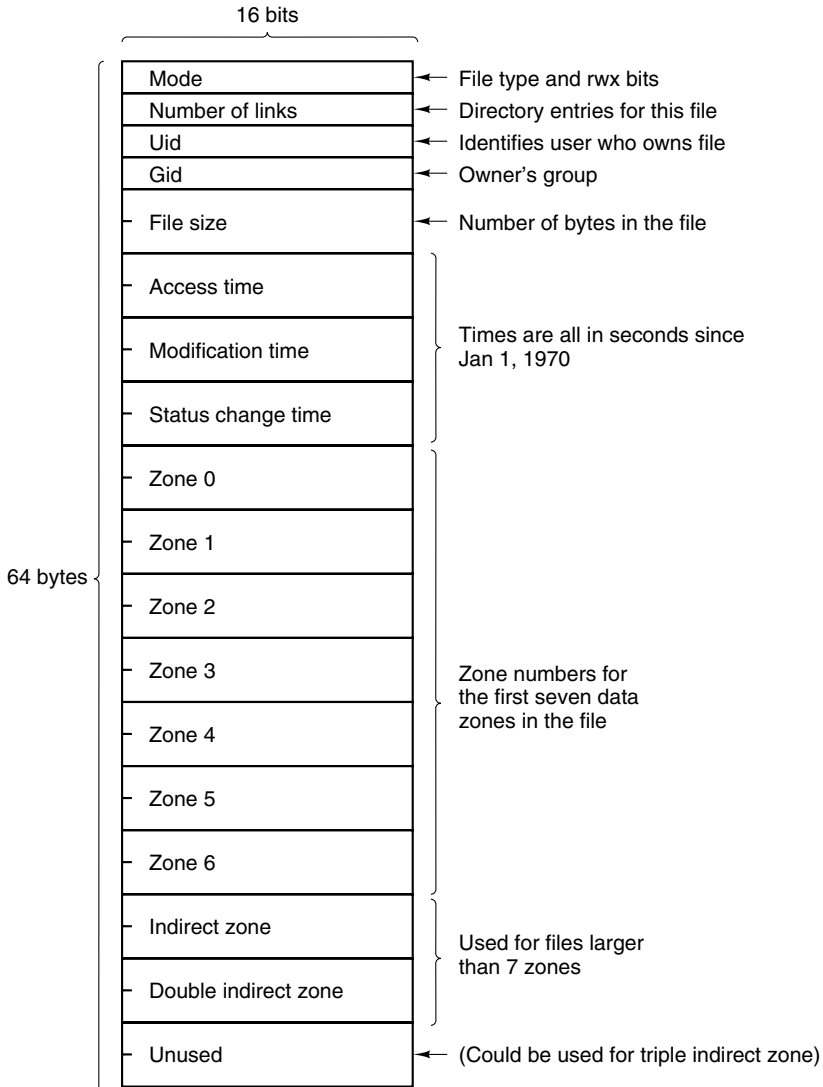 16 bits
Mode
File type and rwx bits
Number of links
Directory entries for this file
Uid
Identifies user who owns file
Gid
Owner's group
File size
Number of bytes in the file
Access time
Modification time
Status change time
Times are all in seconds since
Jan 1, 1970
64 bytes
Zone 0
Zone 1
Zone 2
Zone 3
Zone 4
Zone 5
Zone 6
Zone numbers for
the first seven data
zones in the file
Indirect zone
Double indirect zone
Used for files larger
than 7 zones
Unused
(Could be used for triple indirect zone)